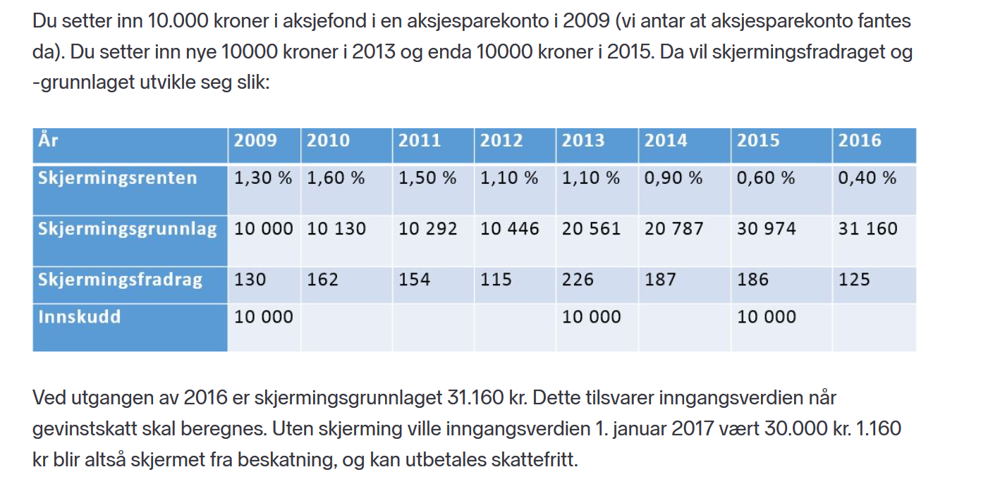 Du setter inn 10.000 kroner i aksjefond i en aksjesparekonto i 2009 (vi antar at aksjesparekonto fantes
da). Du setter inn nye 10000 kroner i 2013 og enda 10000 kroner i 2015. Da vil skjermingsfradraget og
-grunnlaget utvikle seg slik:
År 2009 2010 2011 2012 2013 2014 2015 2016
Skjermingsrenten 1,30 % 1,60 % 1,50 % 1,10 % 1,10 % 0,90 % 0,60 % 0,40 %
Skjermingsgrunnlag 10 000 10 130 10 292 10 446 20 561 20 787 30 974 31 160
Skjermingsfradrag 130 162 154 115 226 187 186 125
Innskudd 10 000 10 000 10 000
Ved utgangen av 2016 er skjermingsgrunnlaget 31.160 kr. Dette tilsvarer inngangsverdien når
gevinstskatt skal beregnes. Uten skjerming ville inngangsverdien 1. januar 2017 vært 30.000 kr. 1.160
kr blir altså skjermet fra beskatning, og kan utbetales skattefritt.